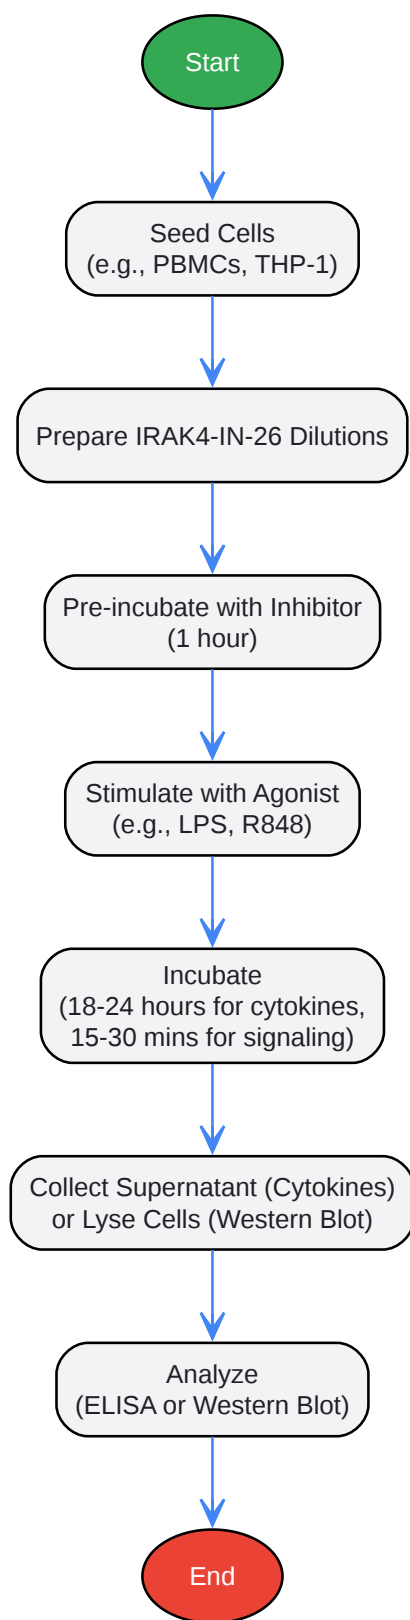 Start
Seed Cells
(e.g., PBMCs, THP-1)
Prepare IRAK4-IN-26 Dilutions
Pre-incubate with Inhibitor
(1 hour)
Stimulate with Agonist
(e.g., LPS, R848)
Incubate
(18-24 hours for cytokines,
15-30 mins for signaling)
Collect Supernatant (Cytokines)
or Lyse Cells (Western Blot)
Analyze
(ELISA or Western Blot)
End